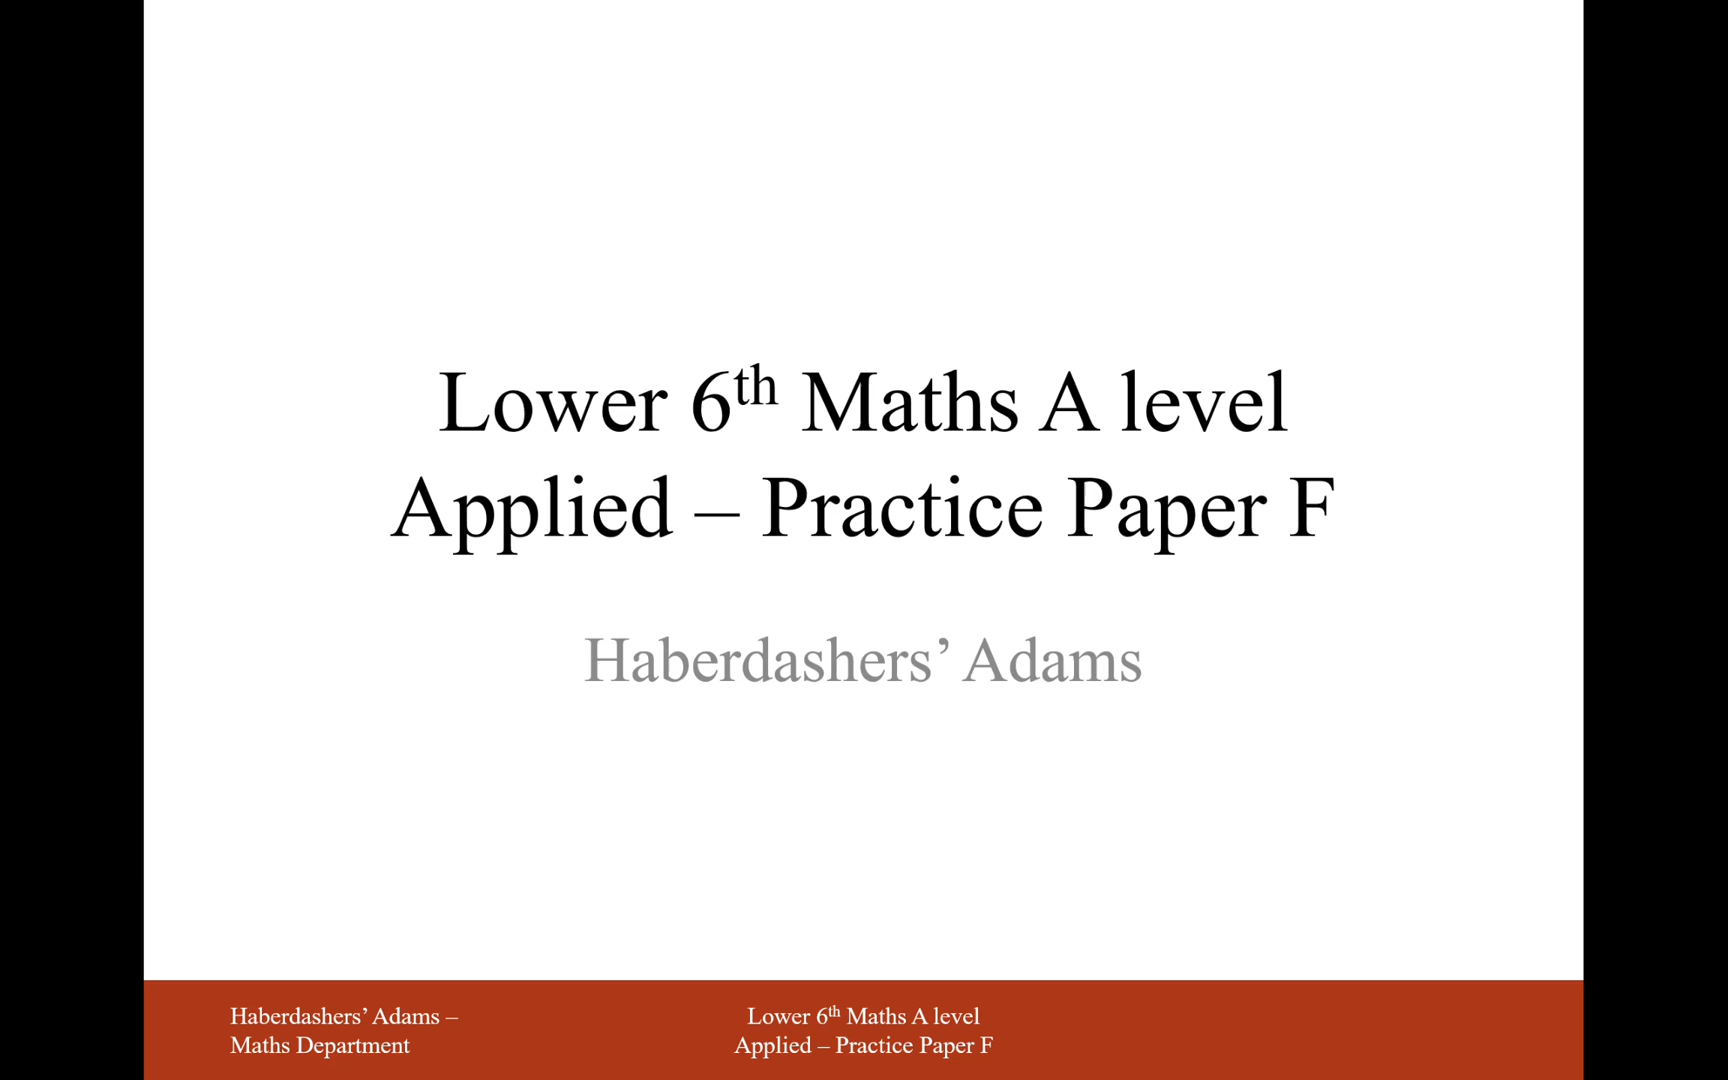 Lower 6th Maths A level
Applied – Practice Paper F
Haberdashers’ Adams
Haberdashers’ Adams –
Maths Department
Lower 6th Maths A level
Applied – Practice Paper F